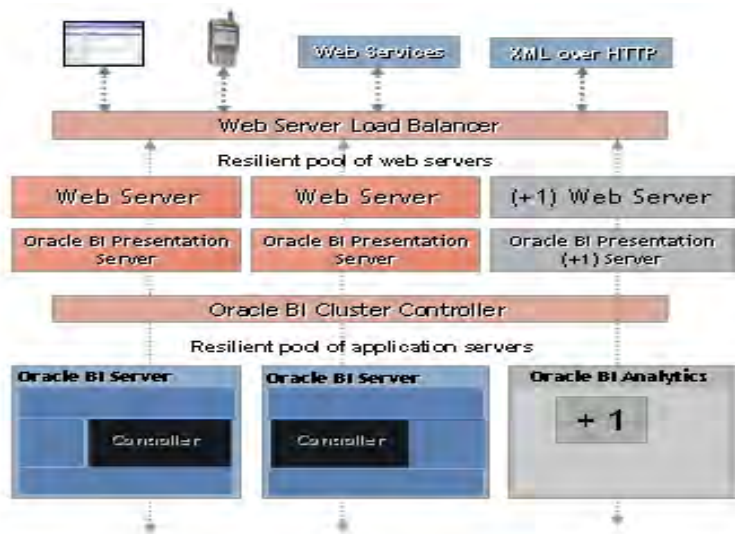 Web Services
XML over HTTP
Web Server Load Balancer
Resilient pool of web servers
Web Server
Web Server
(+1) Web Server
Oracle BI Presentation
Server
Oracle BI Presentation
Server
Oracle BI Presentation
(+1) Server
Oracle BI Cluster Controller
Resilient pool of application servers
Oracle BI Server
Oracle BI Server
Oracle BI Analytics
Controller
Controller
+ 1